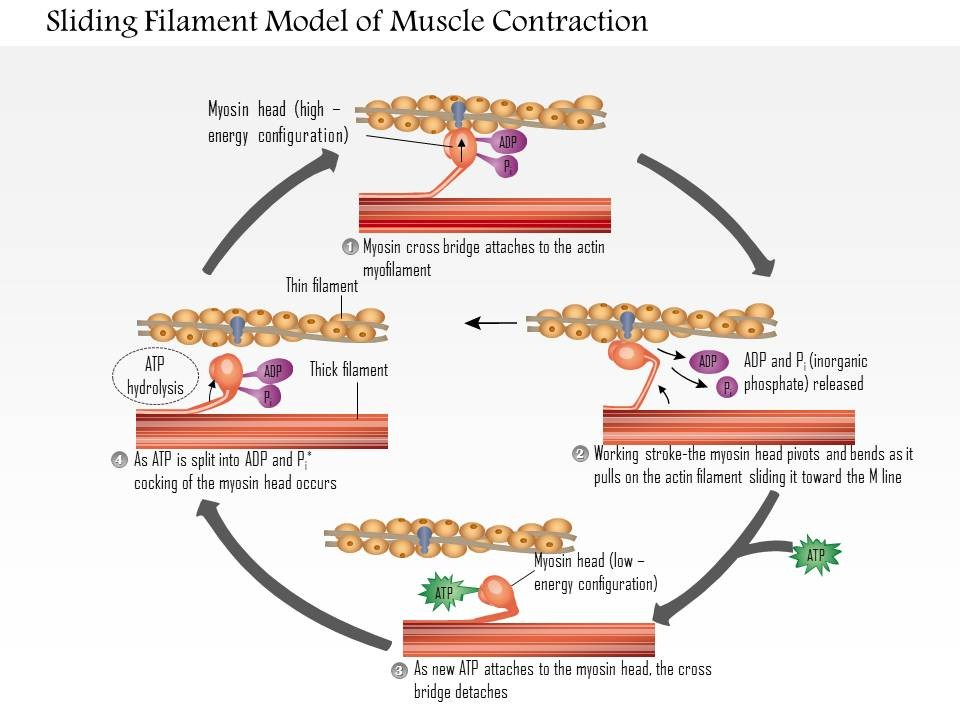 Sliding Filament Model of Muscle Contraction
Myosin head (high –
energy configuration)
ADP
Pi
1 Myosin cross bridge attaches to the actin
myofilament
ADP
Pi
ADP and Pi (inorganic
phosphate) released
2 Working stroke-the myosin head pivots and bends as it
pulls on the actin filament sliding it toward the M line
ATP
Myosin head (low –
energy configuration)
ATP
3 As new ATP attaches to the myosin head, the cross
bridge detaches
Thin filament
ATP
hydrolysis
ADP
Pi
Thick filament
4 As ATP is split into ADP and Pi*
cocking of the myosin head occurs